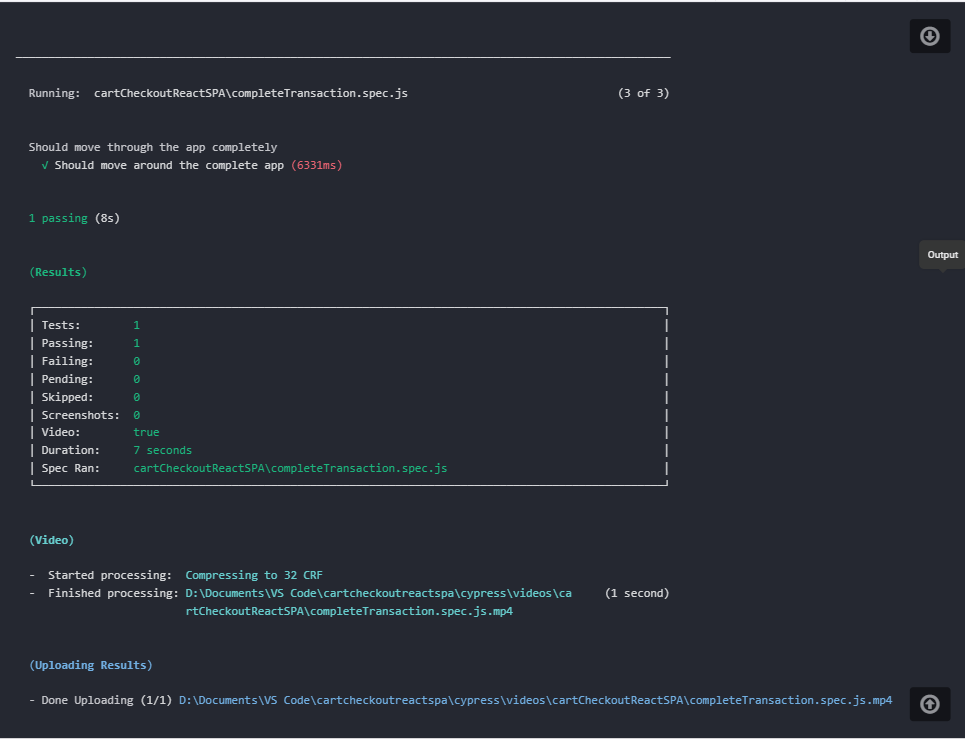 Running:  cartCheckoutReactSPA\completeTransaction.spec.js (3 of 3)
Should move through the app completely
√ Should move around the complete app (6331ms)
1 passing (8s)
(Results)
Output
Tests: 1
Passing: 1
Failing: 0
Pending: 0
Skipped: 0
Screenshots: 0
Video: true
Duration: 7 seconds
Spec Ran: cartCheckoutReactSPA\completeTransaction.spec.js
(Video)
- Started processing: Compressing to 32 CRF
- Finished processing: D:\Documents\VS Code\cartcheckoutreactspa\cypress\videos\ca (1 second)
rtCheckoutReactSPA\completeTransaction.spec.js.mp4
(Uploading Results)
- Done Uploading (1/1) D:\Documents\VS Code\cartcheckoutreactspa\cypress\videos\cartCheckoutReactSPA\completeTransaction.spec.js.mp4